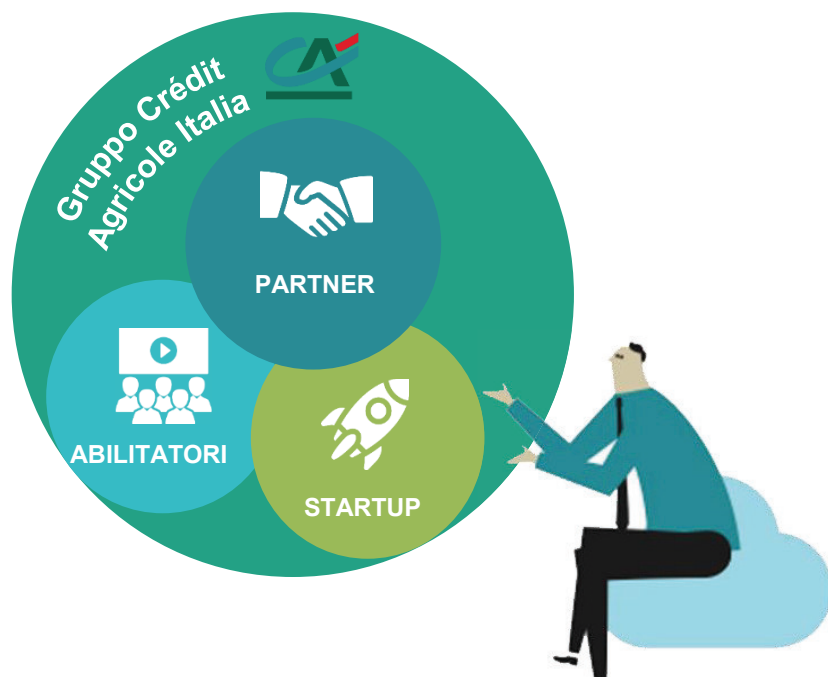 Gruppo Crédit
Agricole Italia
PARTNER
ABILITATORI
STARTUP